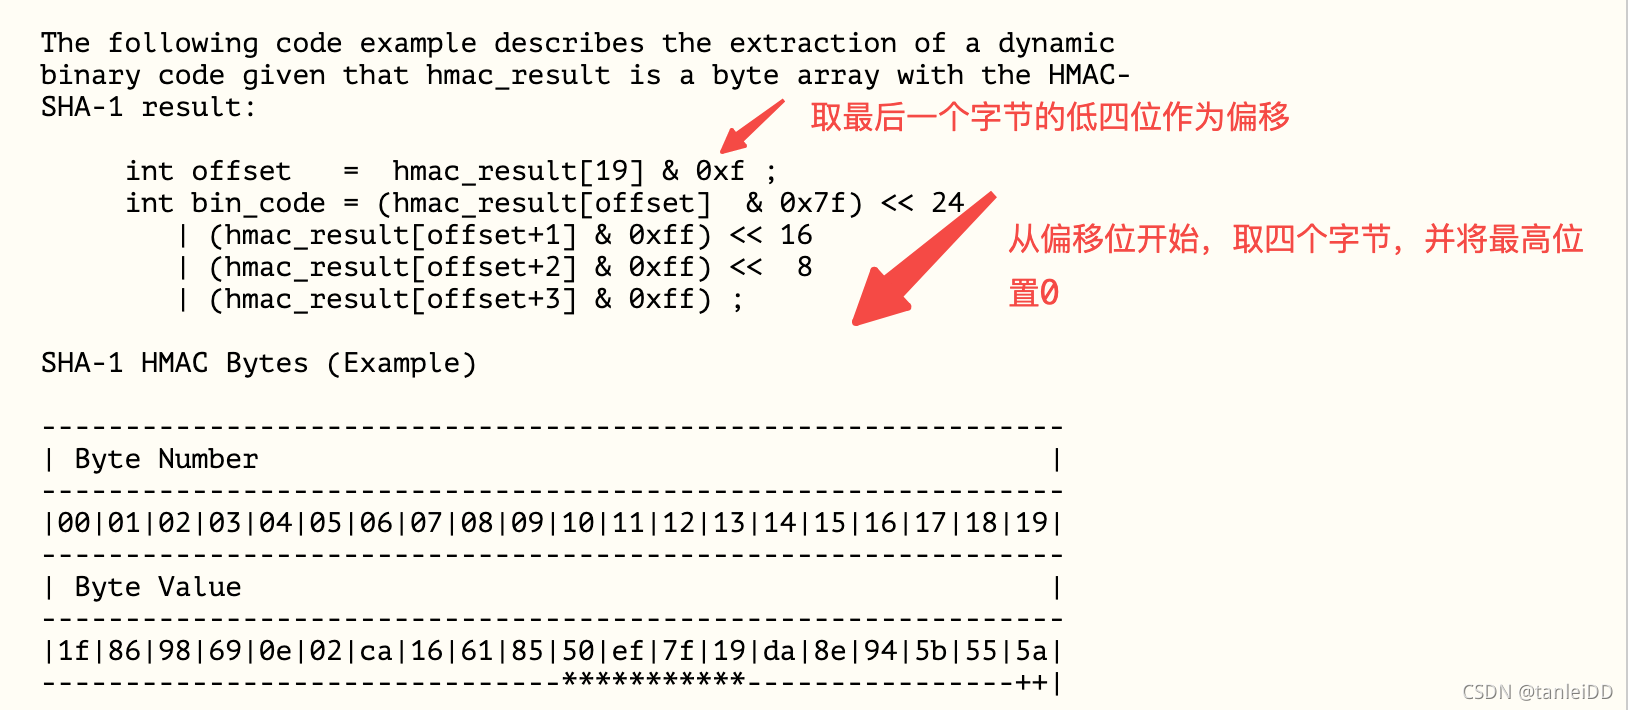 The following code example describes the extraction of a dynamic
binary code given that hmac_result is a byte array with the HMAC-
SHA-1 result:
取最后一个字节的低四位作为偏移
int offset   =  hmac_result[19] & 0xf ;
int bin_code = (hmac_result[offset]  & 0x7f) << 24
| (hmac_result[offset+1] & 0xff) << 16
| (hmac_result[offset+2] & 0xff) <<  8
| (hmac_result[offset+3] & 0xff) ;
从偏移位开始，取四个字节，并将最高位
置0
SHA-1 HMAC Bytes (Example)
-------------------------------------------------------------
| Byte Number                                               |
-------------------------------------------------------------
|00|01|02|03|04|05|06|07|08|09|10|11|12|13|14|15|16|17|18|19|
-------------------------------------------------------------
| Byte Value                                                |
-------------------------------------------------------------
|1f|86|98|69|0e|02|ca|16|61|85|50|ef|7f|19|da|8e|94|5b|55|5a|
-------------------------------***********----------------++|
CSDN @tanleiDD